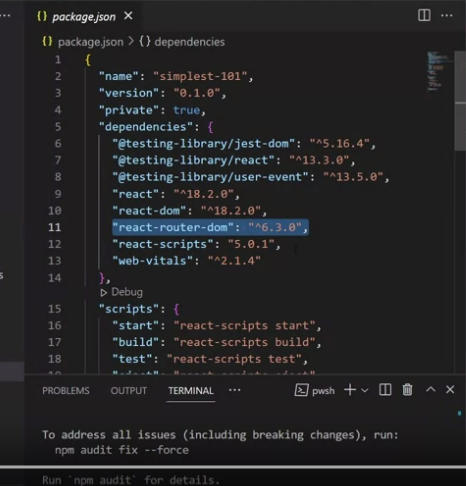 {} package.json ×
{} package.json > {} dependencies
1 {
2 "name": "simplest-101",
3 "version": "0.1.0",
4 "private": true,
5 "dependencies": {
6 "@testing-library/jest-dom": "^5.16.4",
7 "@testing-library/react": "^13.3.0",
8 "@testing-library/user-event": "^13.5.0",
9 "react": "^18.2.0",
10 "react-dom": "^18.2.0",
11 "react-router-dom": "^6.3.0",
12 "react-scripts": "5.0.1",
13 "web-vitals": "^2.1.4"
14 },
Debug
15 "scripts": {
16 "start": "react-scripts start",
17 "build": "react-scripts build",
18 "test": "react-scripts test",
PROBLEMS OUTPUT TERMINAL ··· pwsh
To address all issues (including breaking changes), run:
npm audit fix --force
Run `npm audit` for details.